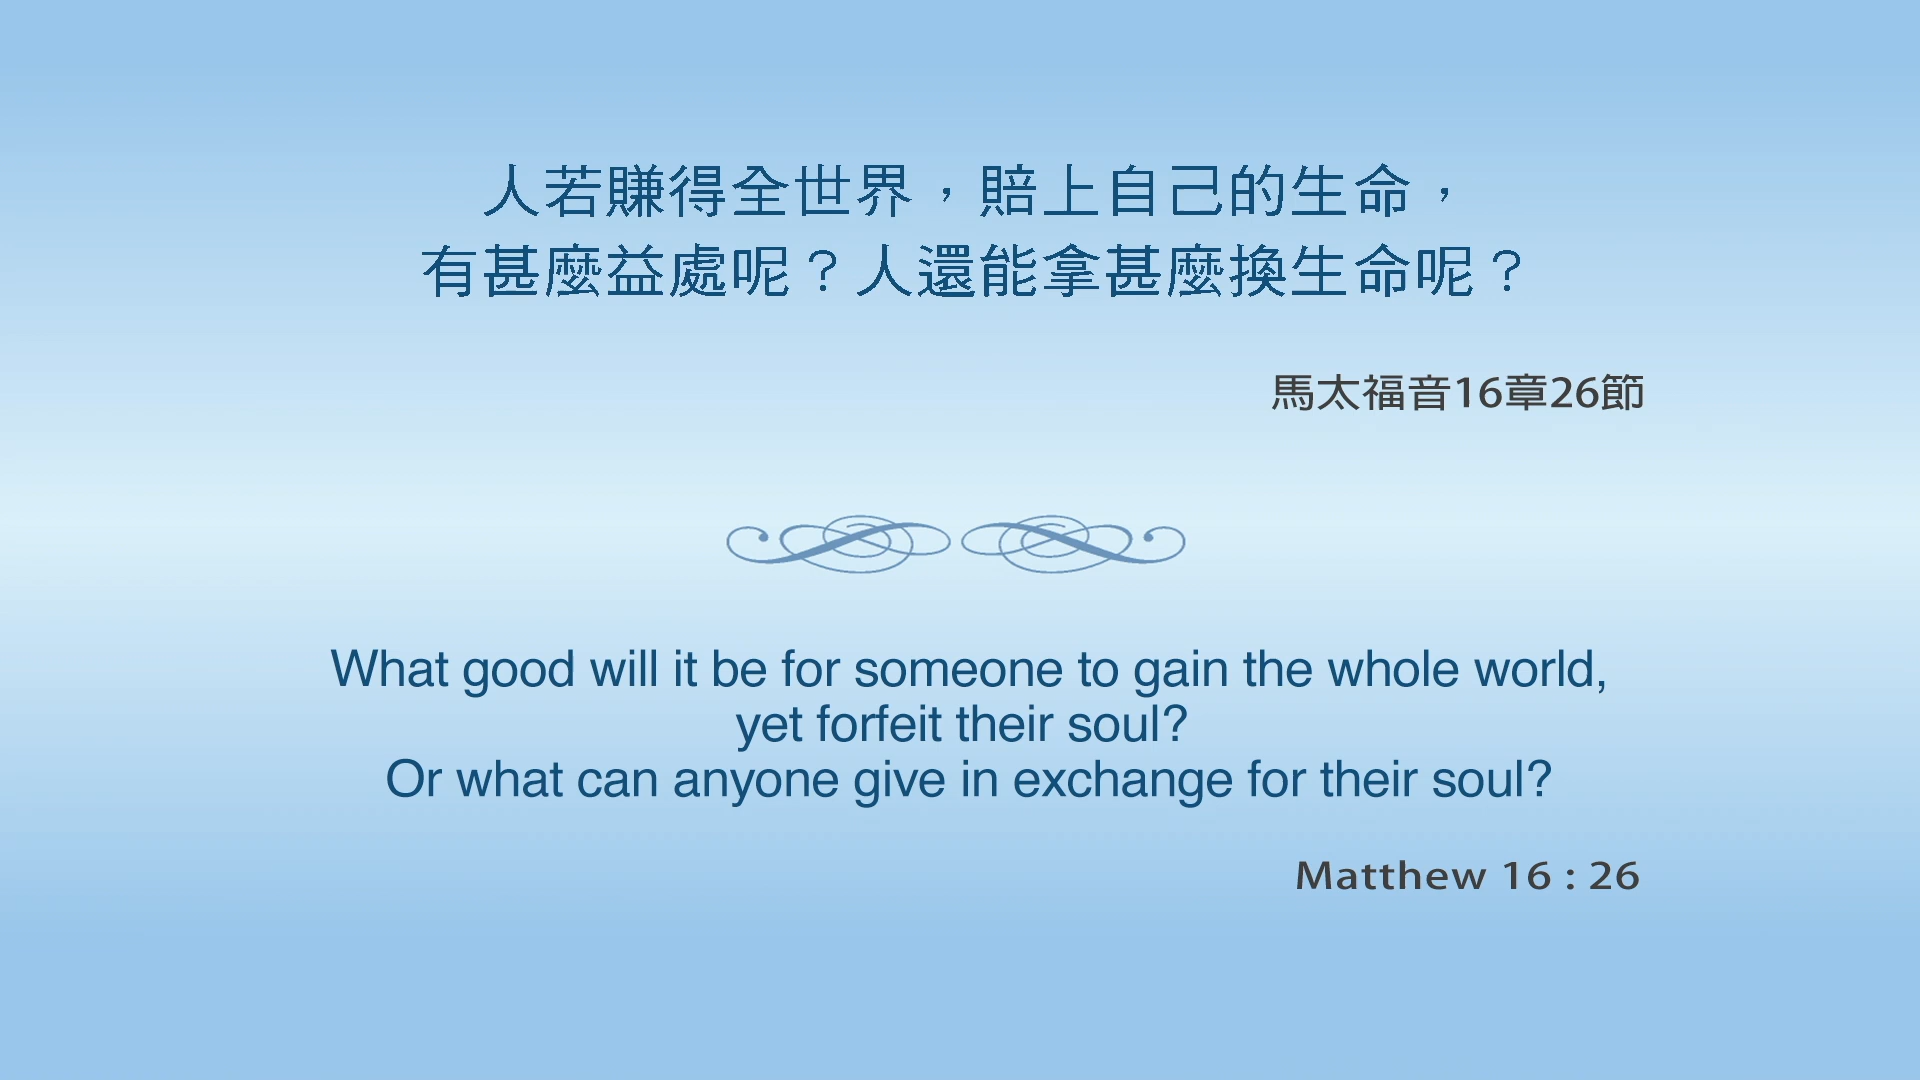 人若賺得全世界，賠上自己的生命，
有甚麼益處呢？人還能拿甚麼換生命呢？
馬太福音16章26節
What good will it be for someone to gain the whole world,
yet forfeit their soul?
Or what can anyone give in exchange for their soul?
Matthew 16 : 26